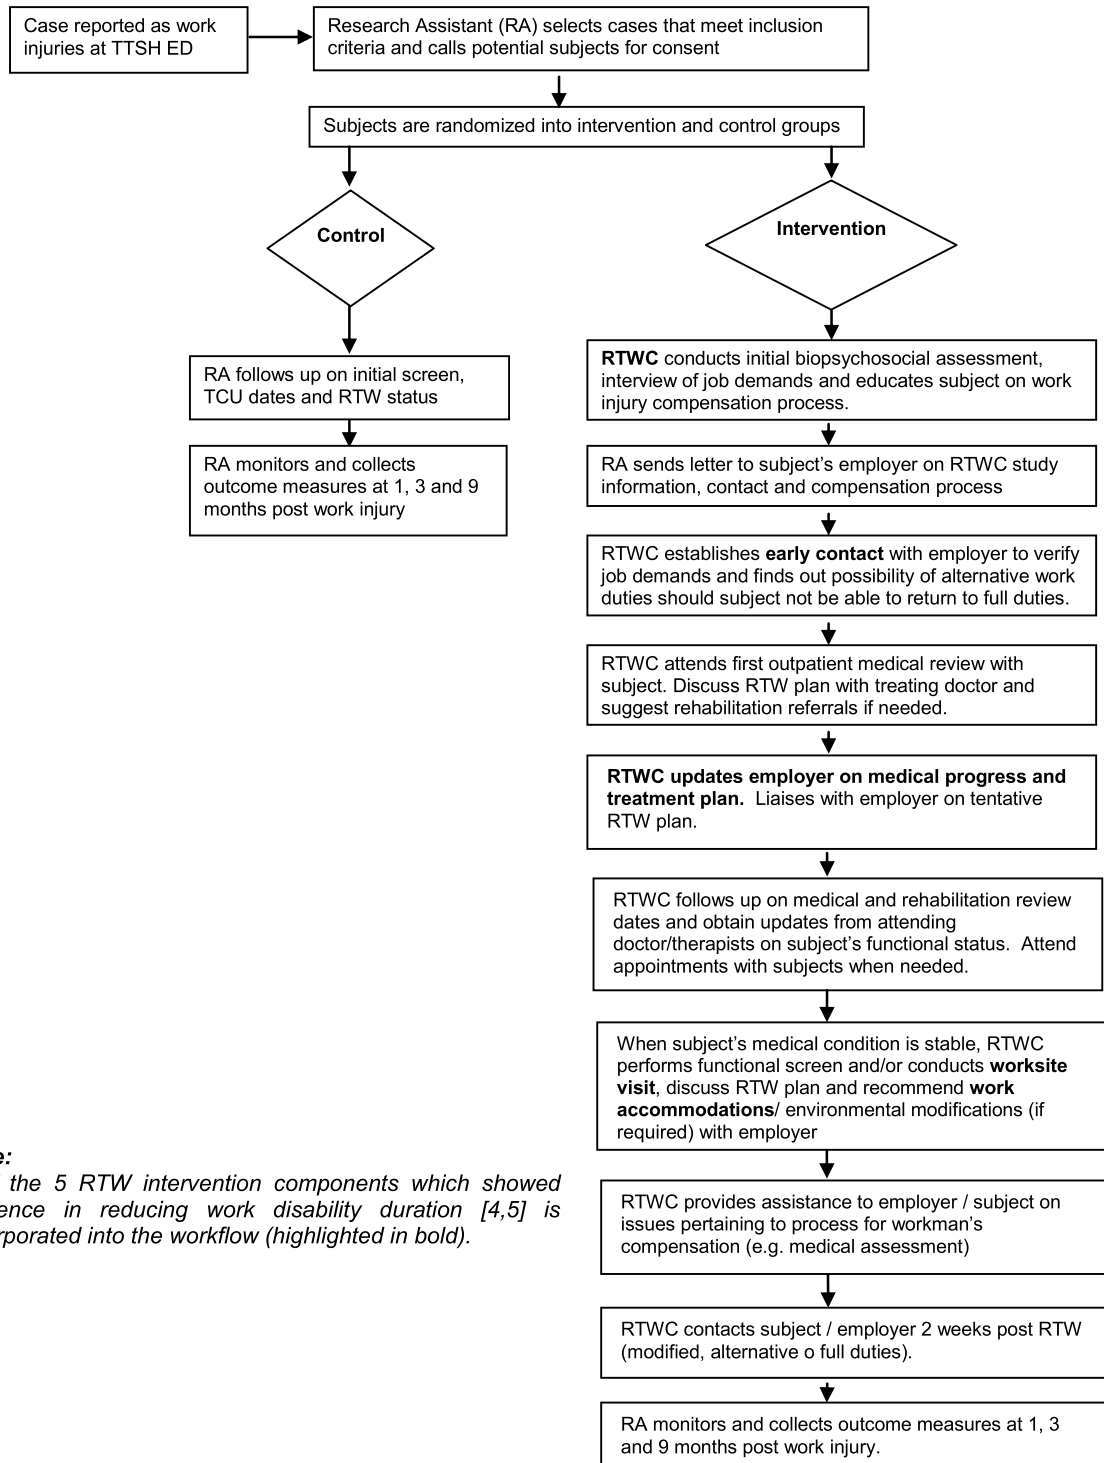 Case reported as work
injuries at TTSH ED
Research Assistant (RA) selects cases that meet inclusion
criteria and calls potential subjects for consent
Subjects are randomized into intervention and control groups
Control
Intervention
RA follows up on initial screen,
TCU dates and RTW status
RA monitors and collects
outcome measures at 1, 3 and 9
months post work injury
RTWC conducts initial biopsychosocial assessment,
interview of job demands and educates subject on work
injury compensation process.
RA sends letter to subject’s employer on RTWC study
information, contact and compensation process
RTWC establishes early contact with employer to verify
job demands and finds out possibility of alternative work
duties should subject not be able to return to full duties.
RTWC attends first outpatient medical review with
subject. Discuss RTW plan with treating doctor and
suggest rehabilitation referrals if needed.
RTWC updates employer on medical progress and
treatment plan.  Liaises with employer on tentative
RTW plan.
RTWC follows up on medical and rehabilitation review
dates and obtain updates from attending
doctor/therapists on subject’s functional status.  Attend
appointments with subjects when needed.
When subject’s medical condition is stable, RTWC
performs functional screen and/or conducts worksite
visit, discuss RTW plan and recommend work
accommodations/ environmental modifications (if
required) with employer
RTWC provides assistance to employer / subject on
issues pertaining to process for workman’s
compensation (e.g. medical assessment)
RTWC contacts subject / employer 2 weeks post RTW
(modified, alternative o full duties).
RA monitors and collects outcome measures at 1, 3
and 9 months post work injury.
e:
the 5 RTW intervention components which showed
ence in reducing work disability duration [4,5] is
rporated into the workflow (highlighted in bold).